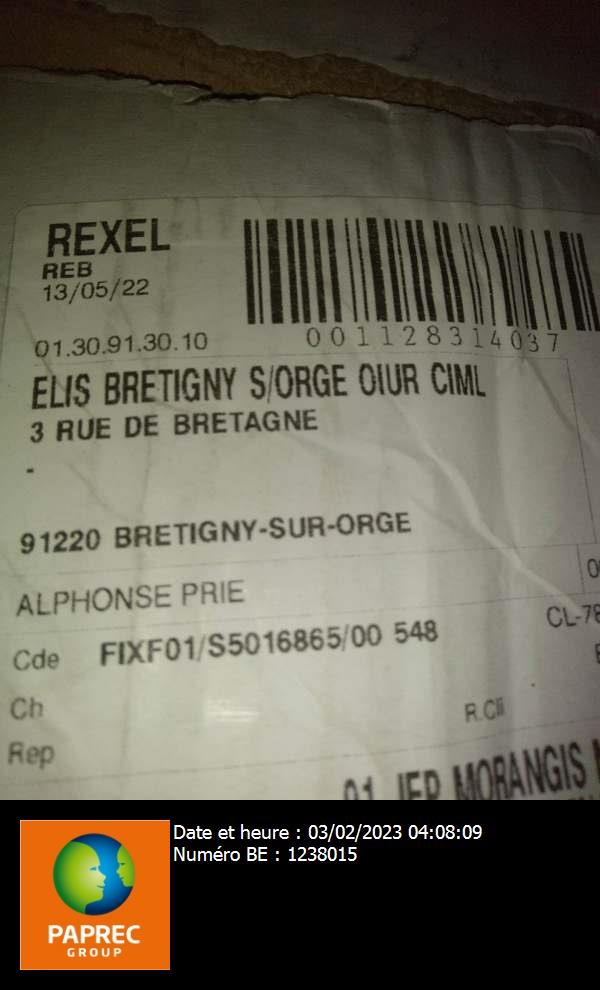 REXEL
REB
13/05/22
01.30.91.30.10
001128314037
ELIS BRETIGNY S/ORGE OIUR CIML
3 RUE DE BRETAGNE
-
91220 BRETIGNY-SUR-ORGE
ALPHONSE PRIE
Cde FIXF01/S5016865/00 548
CL-78
Ch
R.Cli
Rep
MORANGIS
Date et heure : 03/02/2023 04:08:09
Numéro BE : 1238015
PAPREC
GROUP